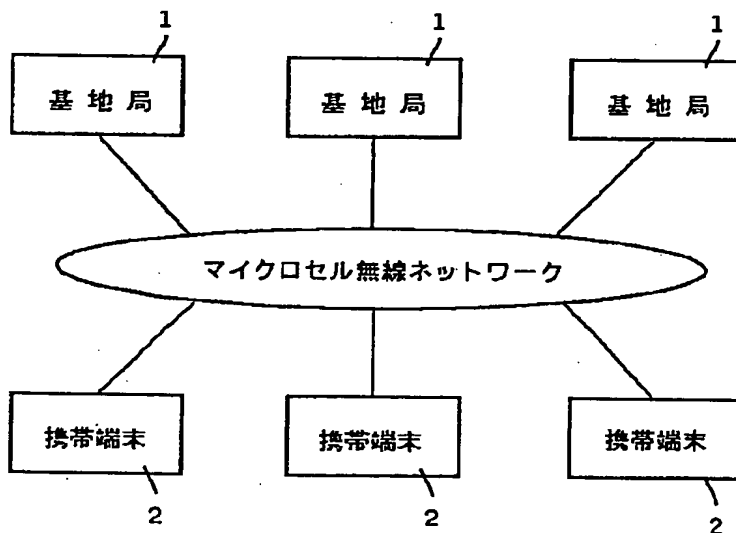 1 1 1
基地局 基地局 基地局
マイクロセル無線ネットワーク
携帯端末 携帯端末 携帯端末
2 2 2